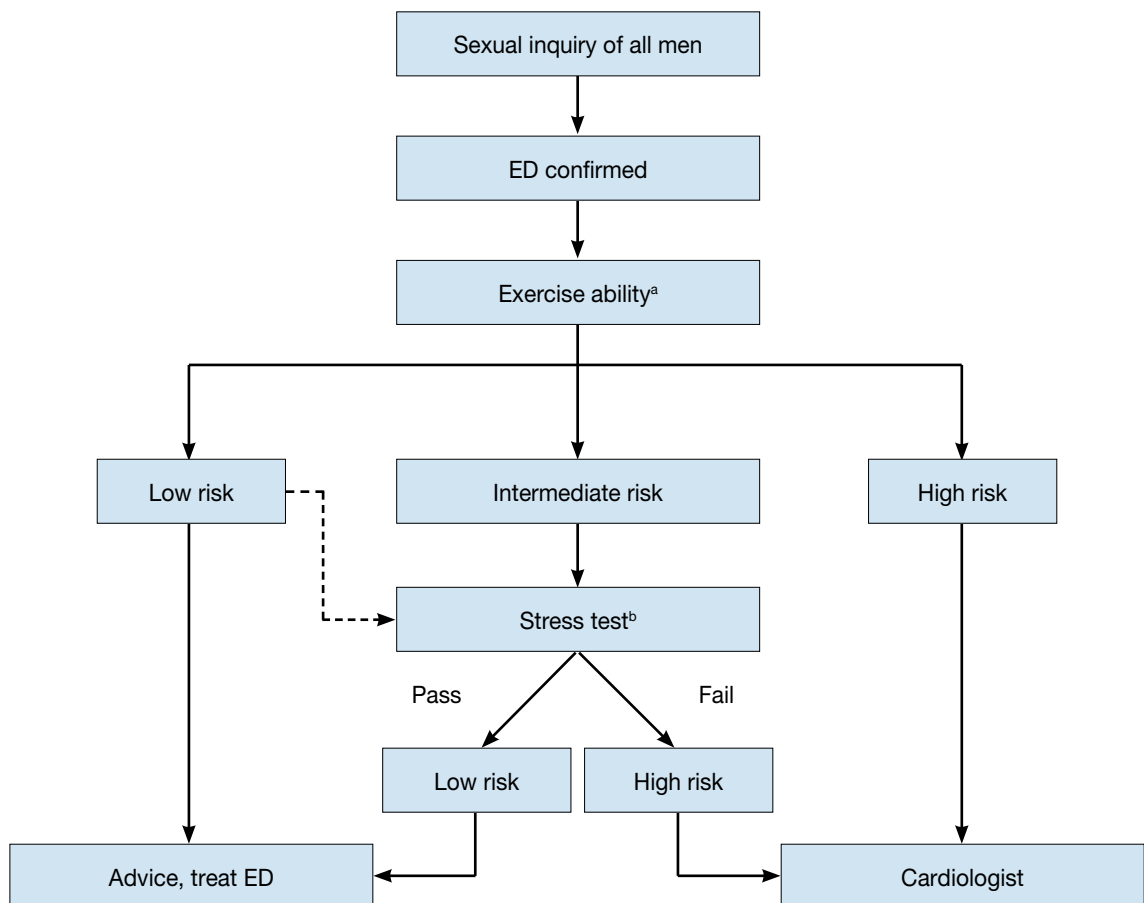 Sexual inquiry of all men
ED confirmed
Exercise abilityᵃ
Low risk
Intermediate risk
High risk
Stress testᵇ
Pass
Fail
Low risk
High risk
Advice, treat ED
Cardiologist